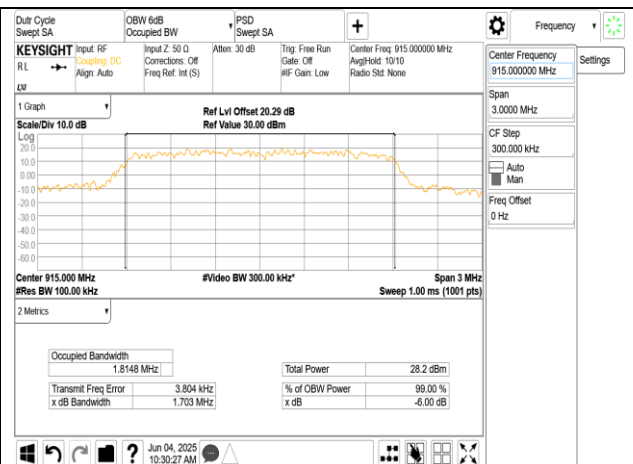 Dutr Cycle
Swept SA
OBW 6dB
Occupied BW
PSD
Swept SA
Frequency
KEYSIGHT
RL
LXI
Input: RF
Coupling: DC
Align: Auto
Input Z: 50 Ω
Corrections: Off
Freq Ref: Int (S)
Atten: 30 dB
Trig: Free Run
Gate: Off
#IF Gain: Low
Center Freq: 915.000000 MHz
Avg|Hold: 10/10
Radio Std: None
Center Frequency
915.000000 MHz
Settings
Span
3.0000 MHz
CF Step
300.000 kHz
Auto
Man
Freq Offset
0 Hz
1 Graph
Scale/Div 10.0 dB
Ref Lvl Offset 20.29 dB
Ref Value 30.00 dBm
Log
20.0
10.0
0.00
-10.0
-20.0
-30.0
-40.0
-50.0
-60.0
Center 915.000 MHz
#Res BW 100.00 kHz
#Video BW 300.00 kHz*
Span 3 MHz
Sweep 1.00 ms (1001 pts)
2 Metrics
Occupied Bandwidth
1.8148 MHz
Transmit Freq Error 3.804 kHz
x dB Bandwidth 1.703 MHz
Total Power 28.2 dBm
% of OBW Power 99.00 %
x dB -6.00 dB
?
Jun 04, 2025
10:30:27 AM